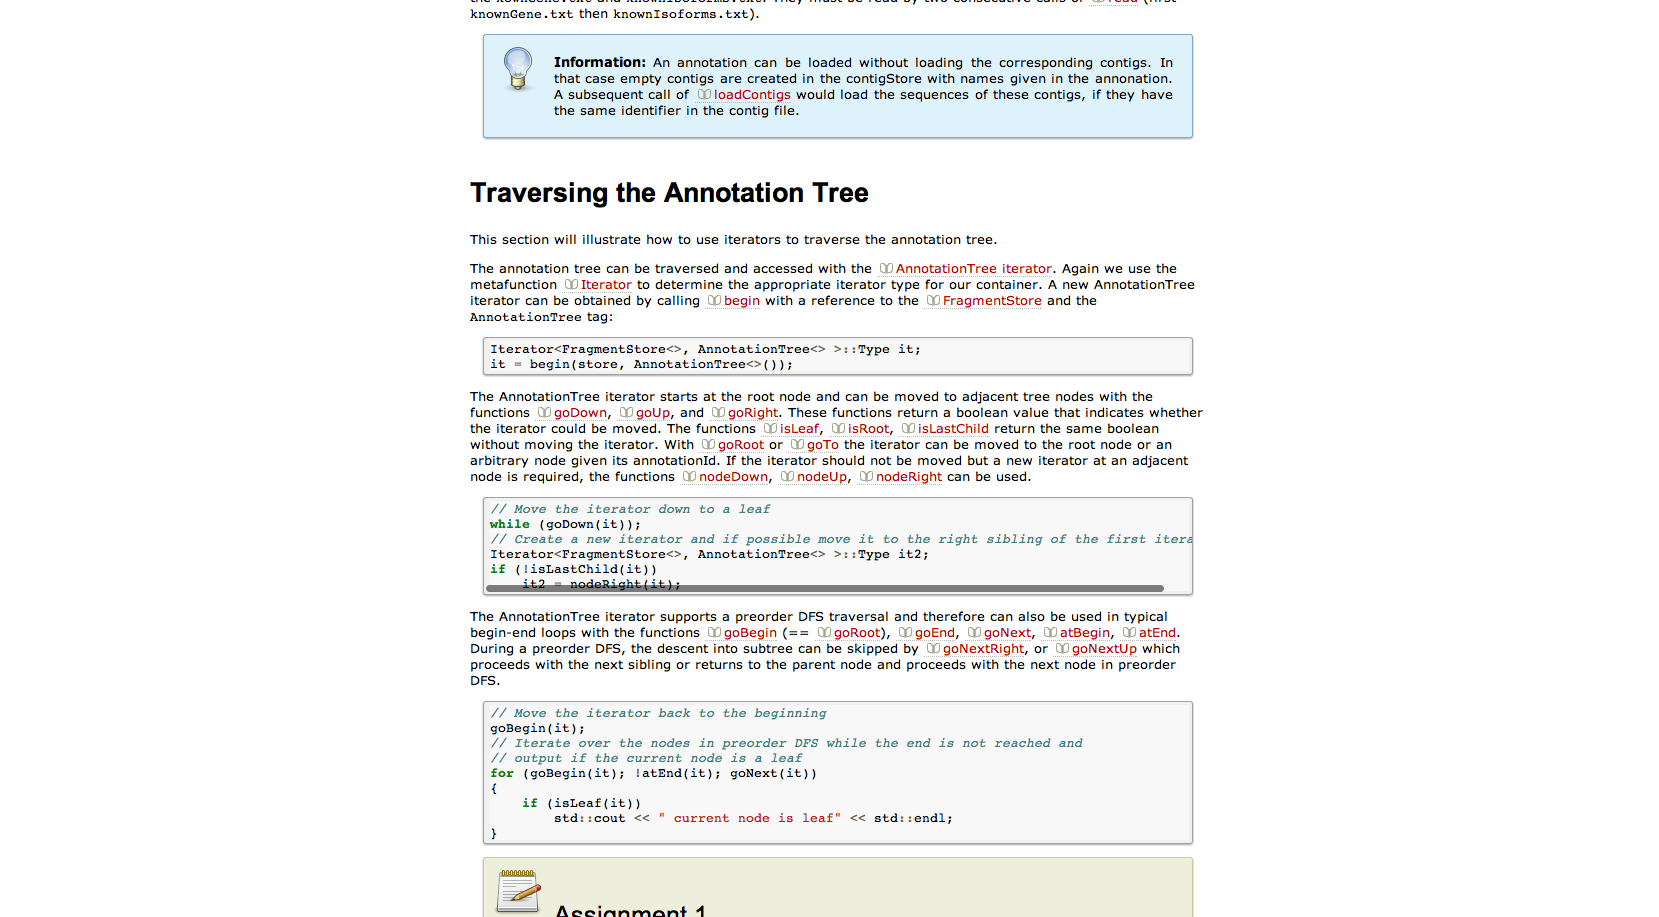 the kownGene.txt and knownIsoforms.txt. They must be read by two consecutive calls of read (first
knownGene.txt then knownIsoforms.txt).
Information: An annotation can be loaded without loading the corresponding contigs. In
that case empty contigs are created in the contigStore with names given in the annonation.
A subsequent call of loadContigs would load the sequences of these contigs, if they have
the same identifier in the contig file.
Traversing the Annotation Tree
This section will illustrate how to use iterators to traverse the annotation tree.
The annotation tree can be traversed and accessed with the AnnotationTree iterator. Again we use the
metafunction Iterator to determine the appropriate iterator type for our container. A new AnnotationTree
iterator can be obtained by calling begin with a reference to the FragmentStore and the
AnnotationTree tag:
Iterator<FragmentStore<>, AnnotationTree<> >::Type it;
it = begin(store, AnnotationTree<>());
The AnnotationTree iterator starts at the root node and can be moved to adjacent tree nodes with the
functions goDown, goUp, and goRight. These functions return a boolean value that indicates whether
the iterator could be moved. The functions isLeaf, isRoot, isLastChild return the same boolean
without moving the iterator. With goRoot or goTo the iterator can be moved to the root node or an
arbitrary node given its annotationId. If the iterator should not be moved but a new iterator at an adjacent
node is required, the functions nodeDown, nodeUp, nodeRight can be used.
// Move the iterator down to a leaf
while (goDown(it));
// Create a new iterator and if possible move it to the right sibling of the first itera
Iterator<FragmentStore<>, AnnotationTree<> >::Type it2;
if (!isLastChild(it))
it2 = nodeRight(it);
The AnnotationTree iterator supports a preorder DFS traversal and therefore can also be used in typical
begin-end loops with the functions goBegin (== goRoot), goEnd, goNext, atBegin, atEnd.
During a preorder DFS, the descent into subtree can be skipped by goNextRight, or goNextUp which
proceeds with the next sibling or returns to the parent node and proceeds with the next node in preorder
DFS.
// Move the iterator back to the beginning
goBegin(it);
// Iterate over the nodes in preorder DFS while the end is not reached and
// output if the current node is a leaf
for (goBegin(it); !atEnd(it); goNext(it))
{
if (isLeaf(it))
std::cout << " current node is leaf" << std::endl;
}
Assignment 1